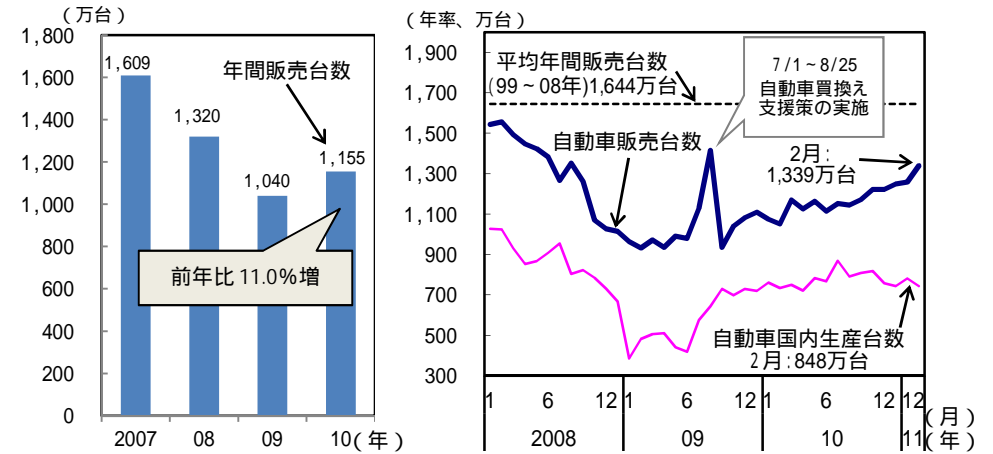 （万台）
1,800
1,600
1,400
1,200
1,000
800
600
400
200
0
1,609
1,320
1,040
1,155
年間販売台数
前年比 11.0%増
2007
08
09
10
（年）
（年率、万台）
1,900
1,700
1,500
1,300
1,100
900
700
500
300
平均年間販売台数
(99～08年)1,644万台
7/1～8/25
自動車買換え
支援策の実施
自動車販売台数
2月：
1,339万台
自動車国内生産台数
2月：848万台
1
6
12
1
6
12
1
6
12
1
2
（月）
2008
09
10
11
（年）